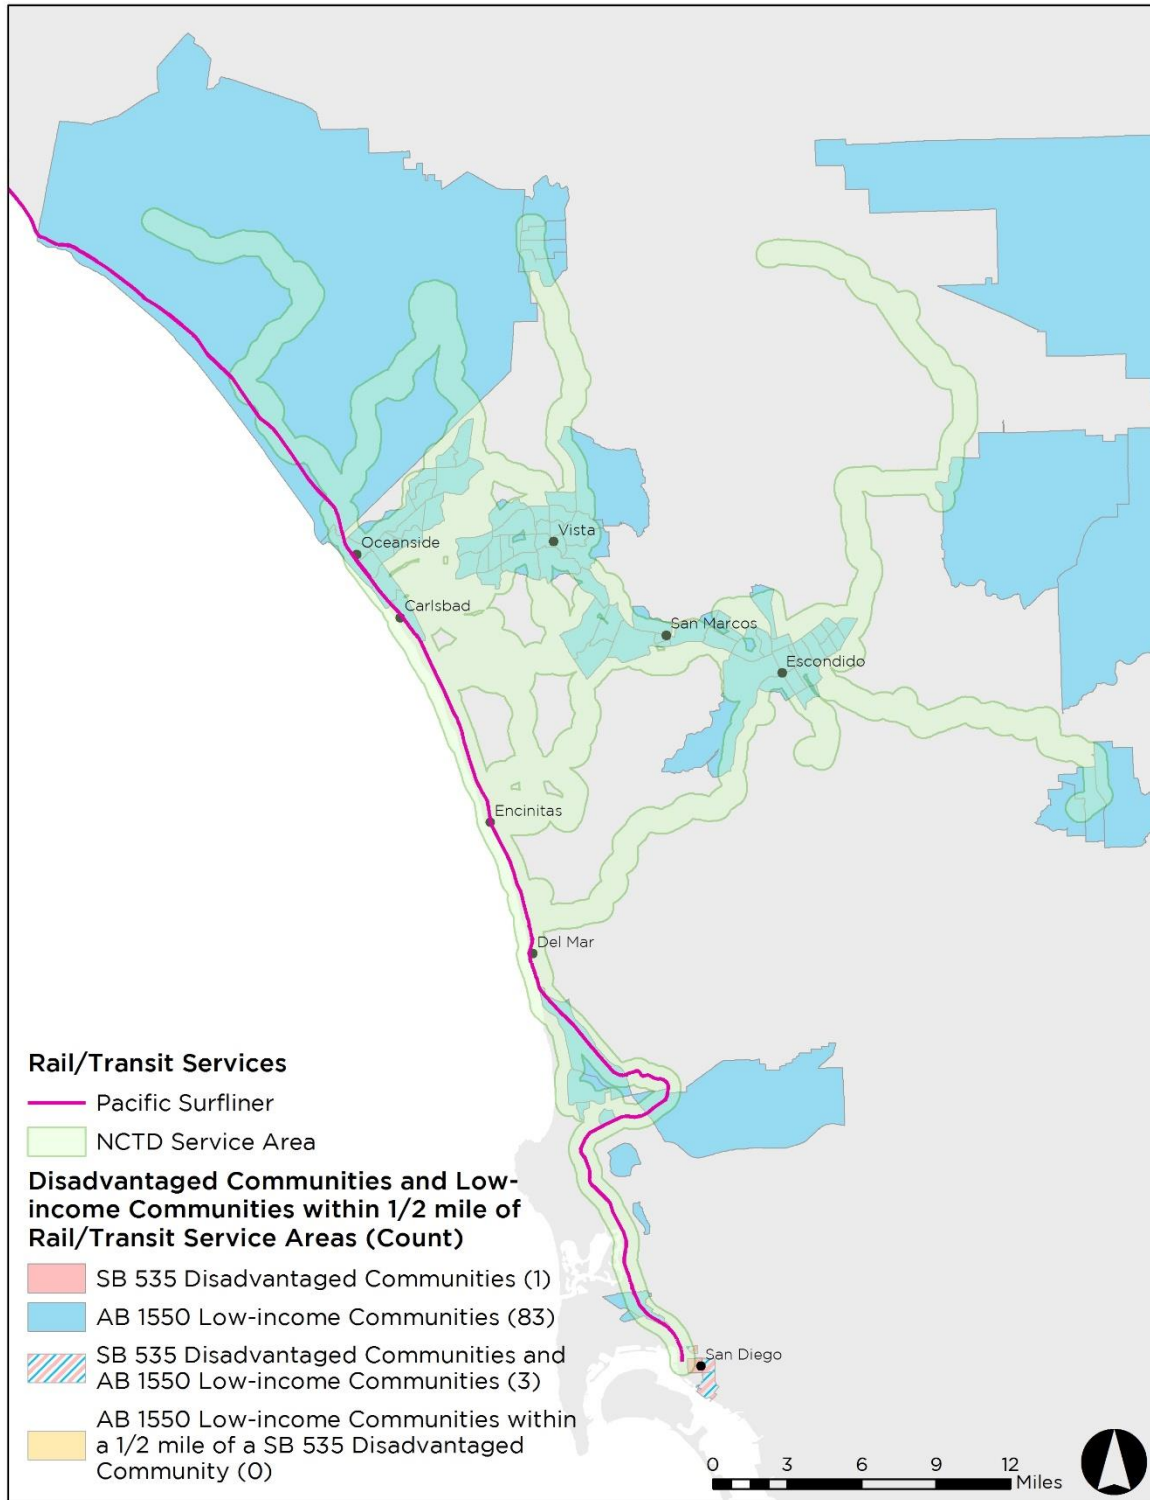 Oceanside
Vista
Carlsbad
San Marcos
Escondido
Encinitas
Del Mar
San Diego
Rail/Transit Services
Pacific Surfliner
NCTD Service Area
Disadvantaged Communities and Low-
income Communities within 1/2 mile of
Rail/Transit Service Areas (Count)
SB 535 Disadvantaged Communities (1)
AB 1550 Low-income Communities (83)
SB 535 Disadvantaged Communities and
AB 1550 Low-income Communities (3)
AB 1550 Low-income Communities within
a 1/2 mile of a SB 535 Disadvantaged
Community (0)
0 3 6 9 12
Miles